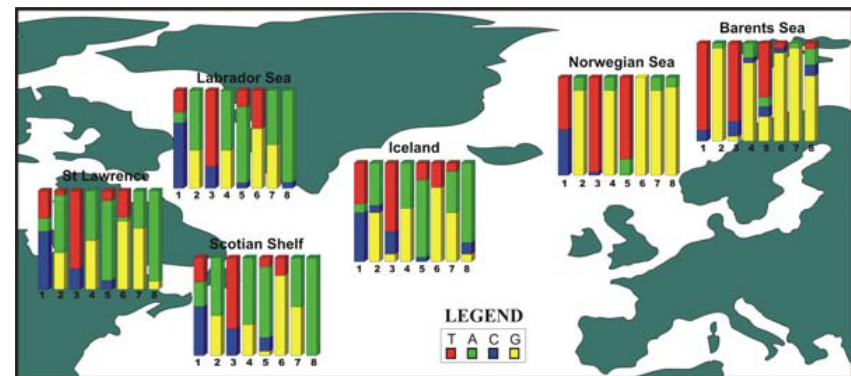 Barents Sea
Norwegian Sea
Labrador Sea
Iceland
St Lawrence
Scotian Shelf
1 2 3 4 5 6 7 8
1 2 3 4 5 6 7 8
1 2 3 4 5 6 7 8
1 2 3 4 5 6 7 8
1 2 3 4 5 6 7 8
1 2 3 4 5 6 7 8
LEGEND
T A C G